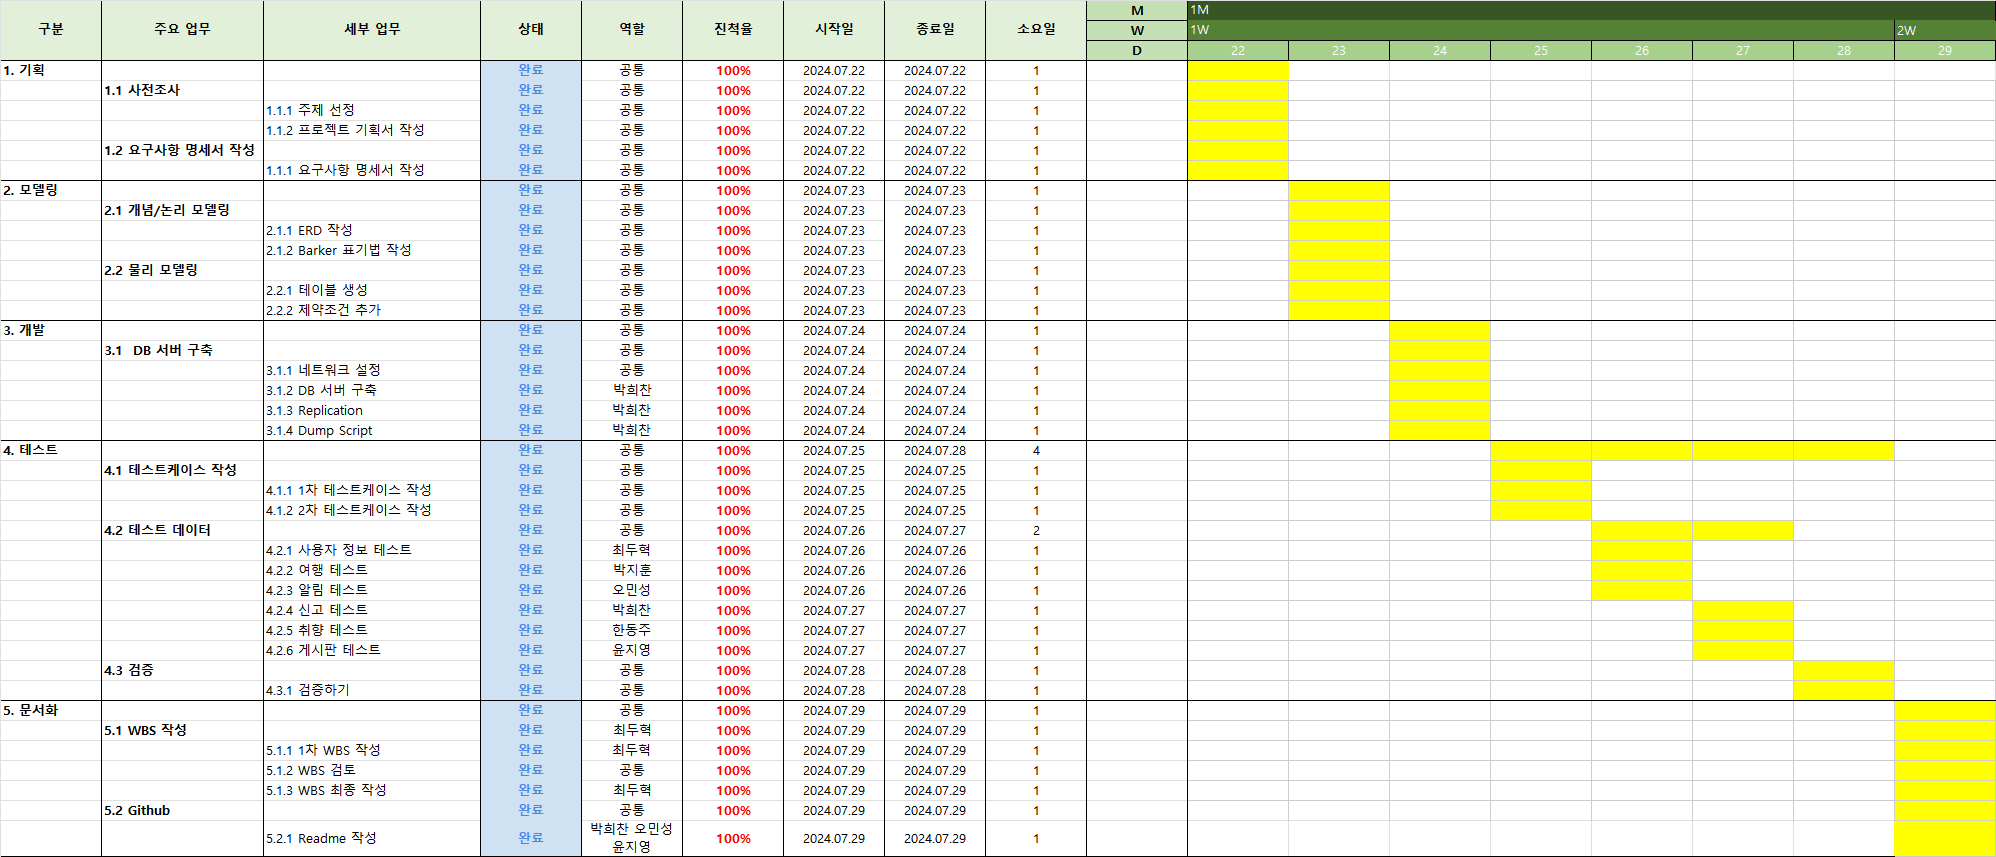 구분 주요 업무 세부 업무 상태 역할 진척율 시작일 종료일 소요일 M 1M
W 1W 2W
D 22 23 24 25 26 27 28 29
1. 기획 완료 공통 100% 2024.07.22 2024.07.22 1
1.1 사전조사 완료 공통 100% 2024.07.22 2024.07.22 1
1.1.1 주제 선정 완료 공통 100% 2024.07.22 2024.07.22 1
1.1.2 프로젝트 기획서 작성 완료 공통 100% 2024.07.22 2024.07.22 1
1.2 요구사항 명세서 작성 완료 공통 100% 2024.07.22 2024.07.22 1
1.1.1 요구사항 명세서 작성 완료 공통 100% 2024.07.22 2024.07.22 1
2. 모델링 완료 공통 100% 2024.07.23 2024.07.23 1
2.1 개념/논리 모델링 완료 공통 100% 2024.07.23 2024.07.23 1
2.1.1 ERD 작성 완료 공통 100% 2024.07.23 2024.07.23 1
2.1.2 Barker 표기법 작성 완료 공통 100% 2024.07.23 2024.07.23 1
2.2 물리 모델링 완료 공통 100% 2024.07.23 2024.07.23 1
2.2.1 테이블 생성 완료 공통 100% 2024.07.23 2024.07.23 1
2.2.2 제약조건 추가 완료 공통 100% 2024.07.23 2024.07.23 1
3. 개발 완료 공통 100% 2024.07.24 2024.07.24 1
3.1 DB 서버 구축 완료 공통 100% 2024.07.24 2024.07.24 1
3.1.1 네트워크 설정 완료 공통 100% 2024.07.24 2024.07.24 1
3.1.2 DB 서버 구축 완료 박희찬 100% 2024.07.24 2024.07.24 1
3.1.3 Replication 완료 박희찬 100% 2024.07.24 2024.07.24 1
3.1.4 Dump Script 완료 박희찬 100% 2024.07.24 2024.07.24 1
4. 테스트 완료 공통 100% 2024.07.25 2024.07.28 4
4.1 테스트케이스 작성 완료 공통 100% 2024.07.25 2024.07.25 1
4.1.1 1차 테스트케이스 작성 완료 공통 100% 2024.07.25 2024.07.25 1
4.1.2 2차 테스트케이스 작성 완료 공통 100% 2024.07.25 2024.07.25 1
4.2 테스트 데이터 완료 공통 100% 2024.07.26 2024.07.27 2
4.2.1 사용자 정보 테스트 완료 최두혁 100% 2024.07.26 2024.07.26 1
4.2.2 여행 테스트 완료 박지훈 100% 2024.07.26 2024.07.26 1
4.2.3 알림 테스트 완료 오민성 100% 2024.07.26 2024.07.26 1
4.2.4 신고 테스트 완료 박희찬 100% 2024.07.27 2024.07.27 1
4.2.5 취향 테스트 완료 한동주 100% 2024.07.27 2024.07.27 1
4.2.6 게시판 테스트 완료 윤지영 100% 2024.07.27 2024.07.27 1
4.3 검증 완료 공통 100% 2024.07.28 2024.07.28 1
4.3.1 검증하기 완료 공통 100% 2024.07.28 2024.07.28 1
5. 문서화 완료 공통 100% 2024.07.29 2024.07.29 1
5.1 WBS 작성 완료 최두혁 100% 2024.07.29 2024.07.29 1
5.1.1 1차 WBS 작성 완료 최두혁 100% 2024.07.29 2024.07.29 1
5.1.2 WBS 검토 완료 공통 100% 2024.07.29 2024.07.29 1
5.1.3 WBS 최종 작성 완료 최두혁 100% 2024.07.29 2024.07.29 1
5.2 Github 완료 공통 100% 2024.07.29 2024.07.29 1
5.2.1 Readme 작성 완료 박희찬 오민성 윤지영 100% 2024.07.29 2024.07.29 1